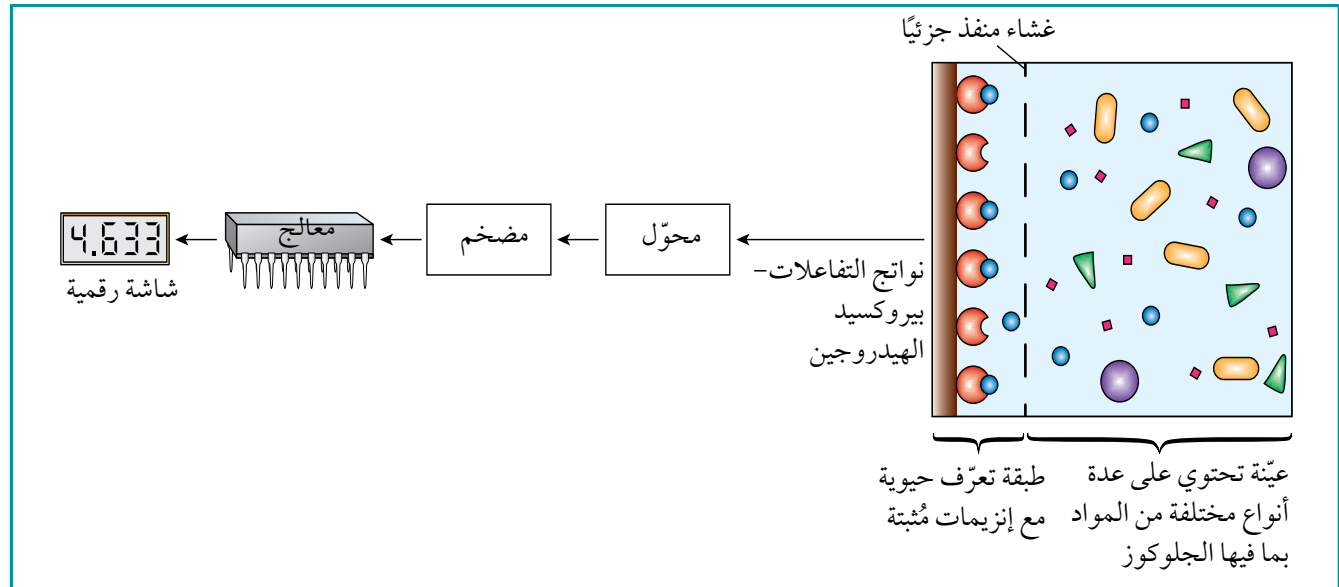 غشاء منفذ جزئيًا
معالج
مضخم
محوّل
4.633
شاشة رقمية
نواتج التفاعلات-
بيروكسيد
الهيدروجين
عيّنة تحتوي على عدة
أنواع مختلفة من المواد
بما فيها الجلوكوز
طبقة تعرّف حيوية
مع إنزيمات مُثبتة